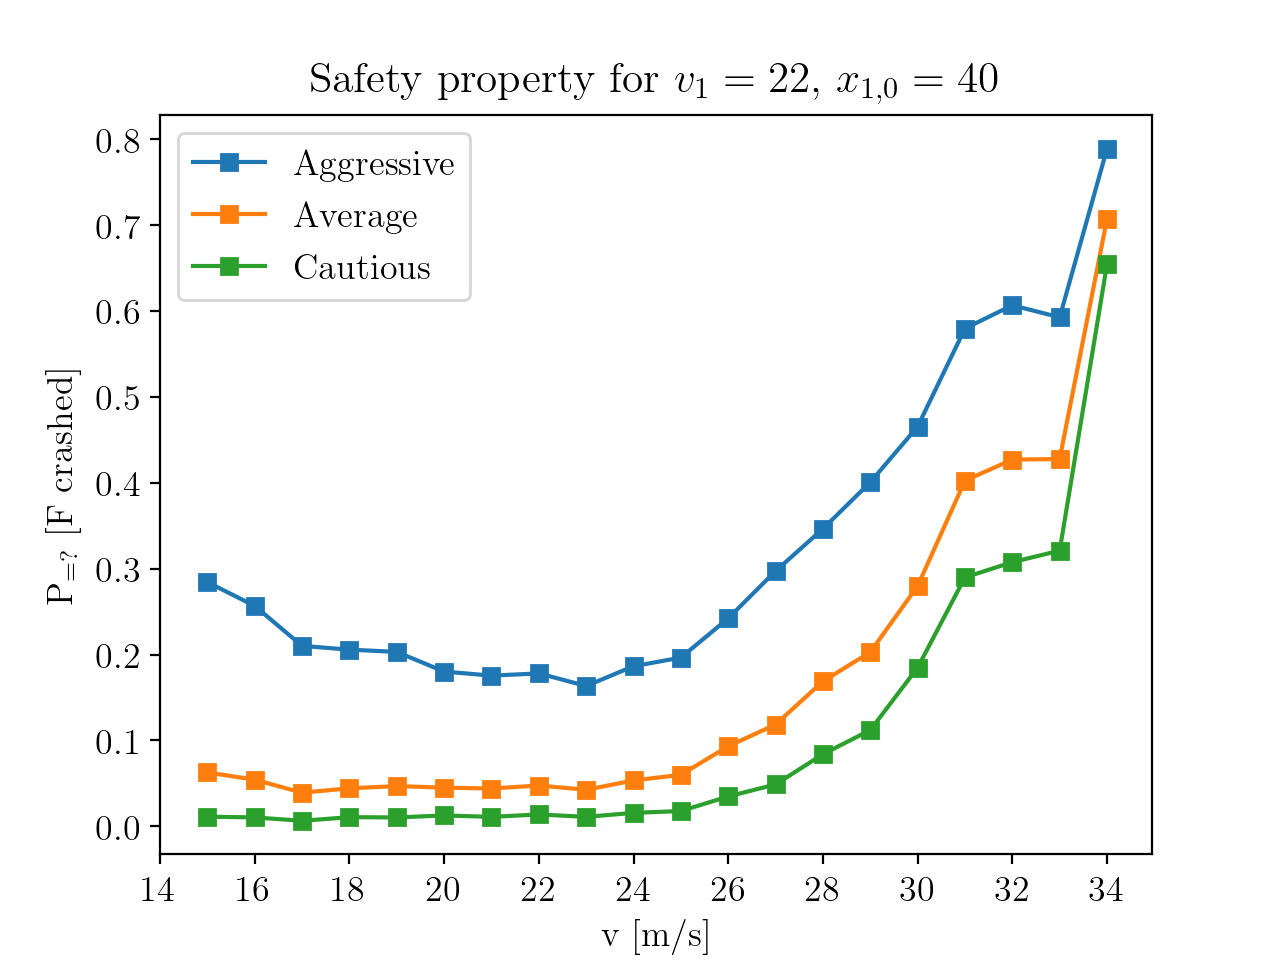 Safety property for v₁ = 22, x₁,₀ = 40
Aggressive
Average
Cautious
P₌? [F crashed]
0.8
0.7
0.6
0.5
0.4
0.3
0.2
0.1
0.0
14 16 18 20 22 24 26 28 30 32 34
v [m/s]